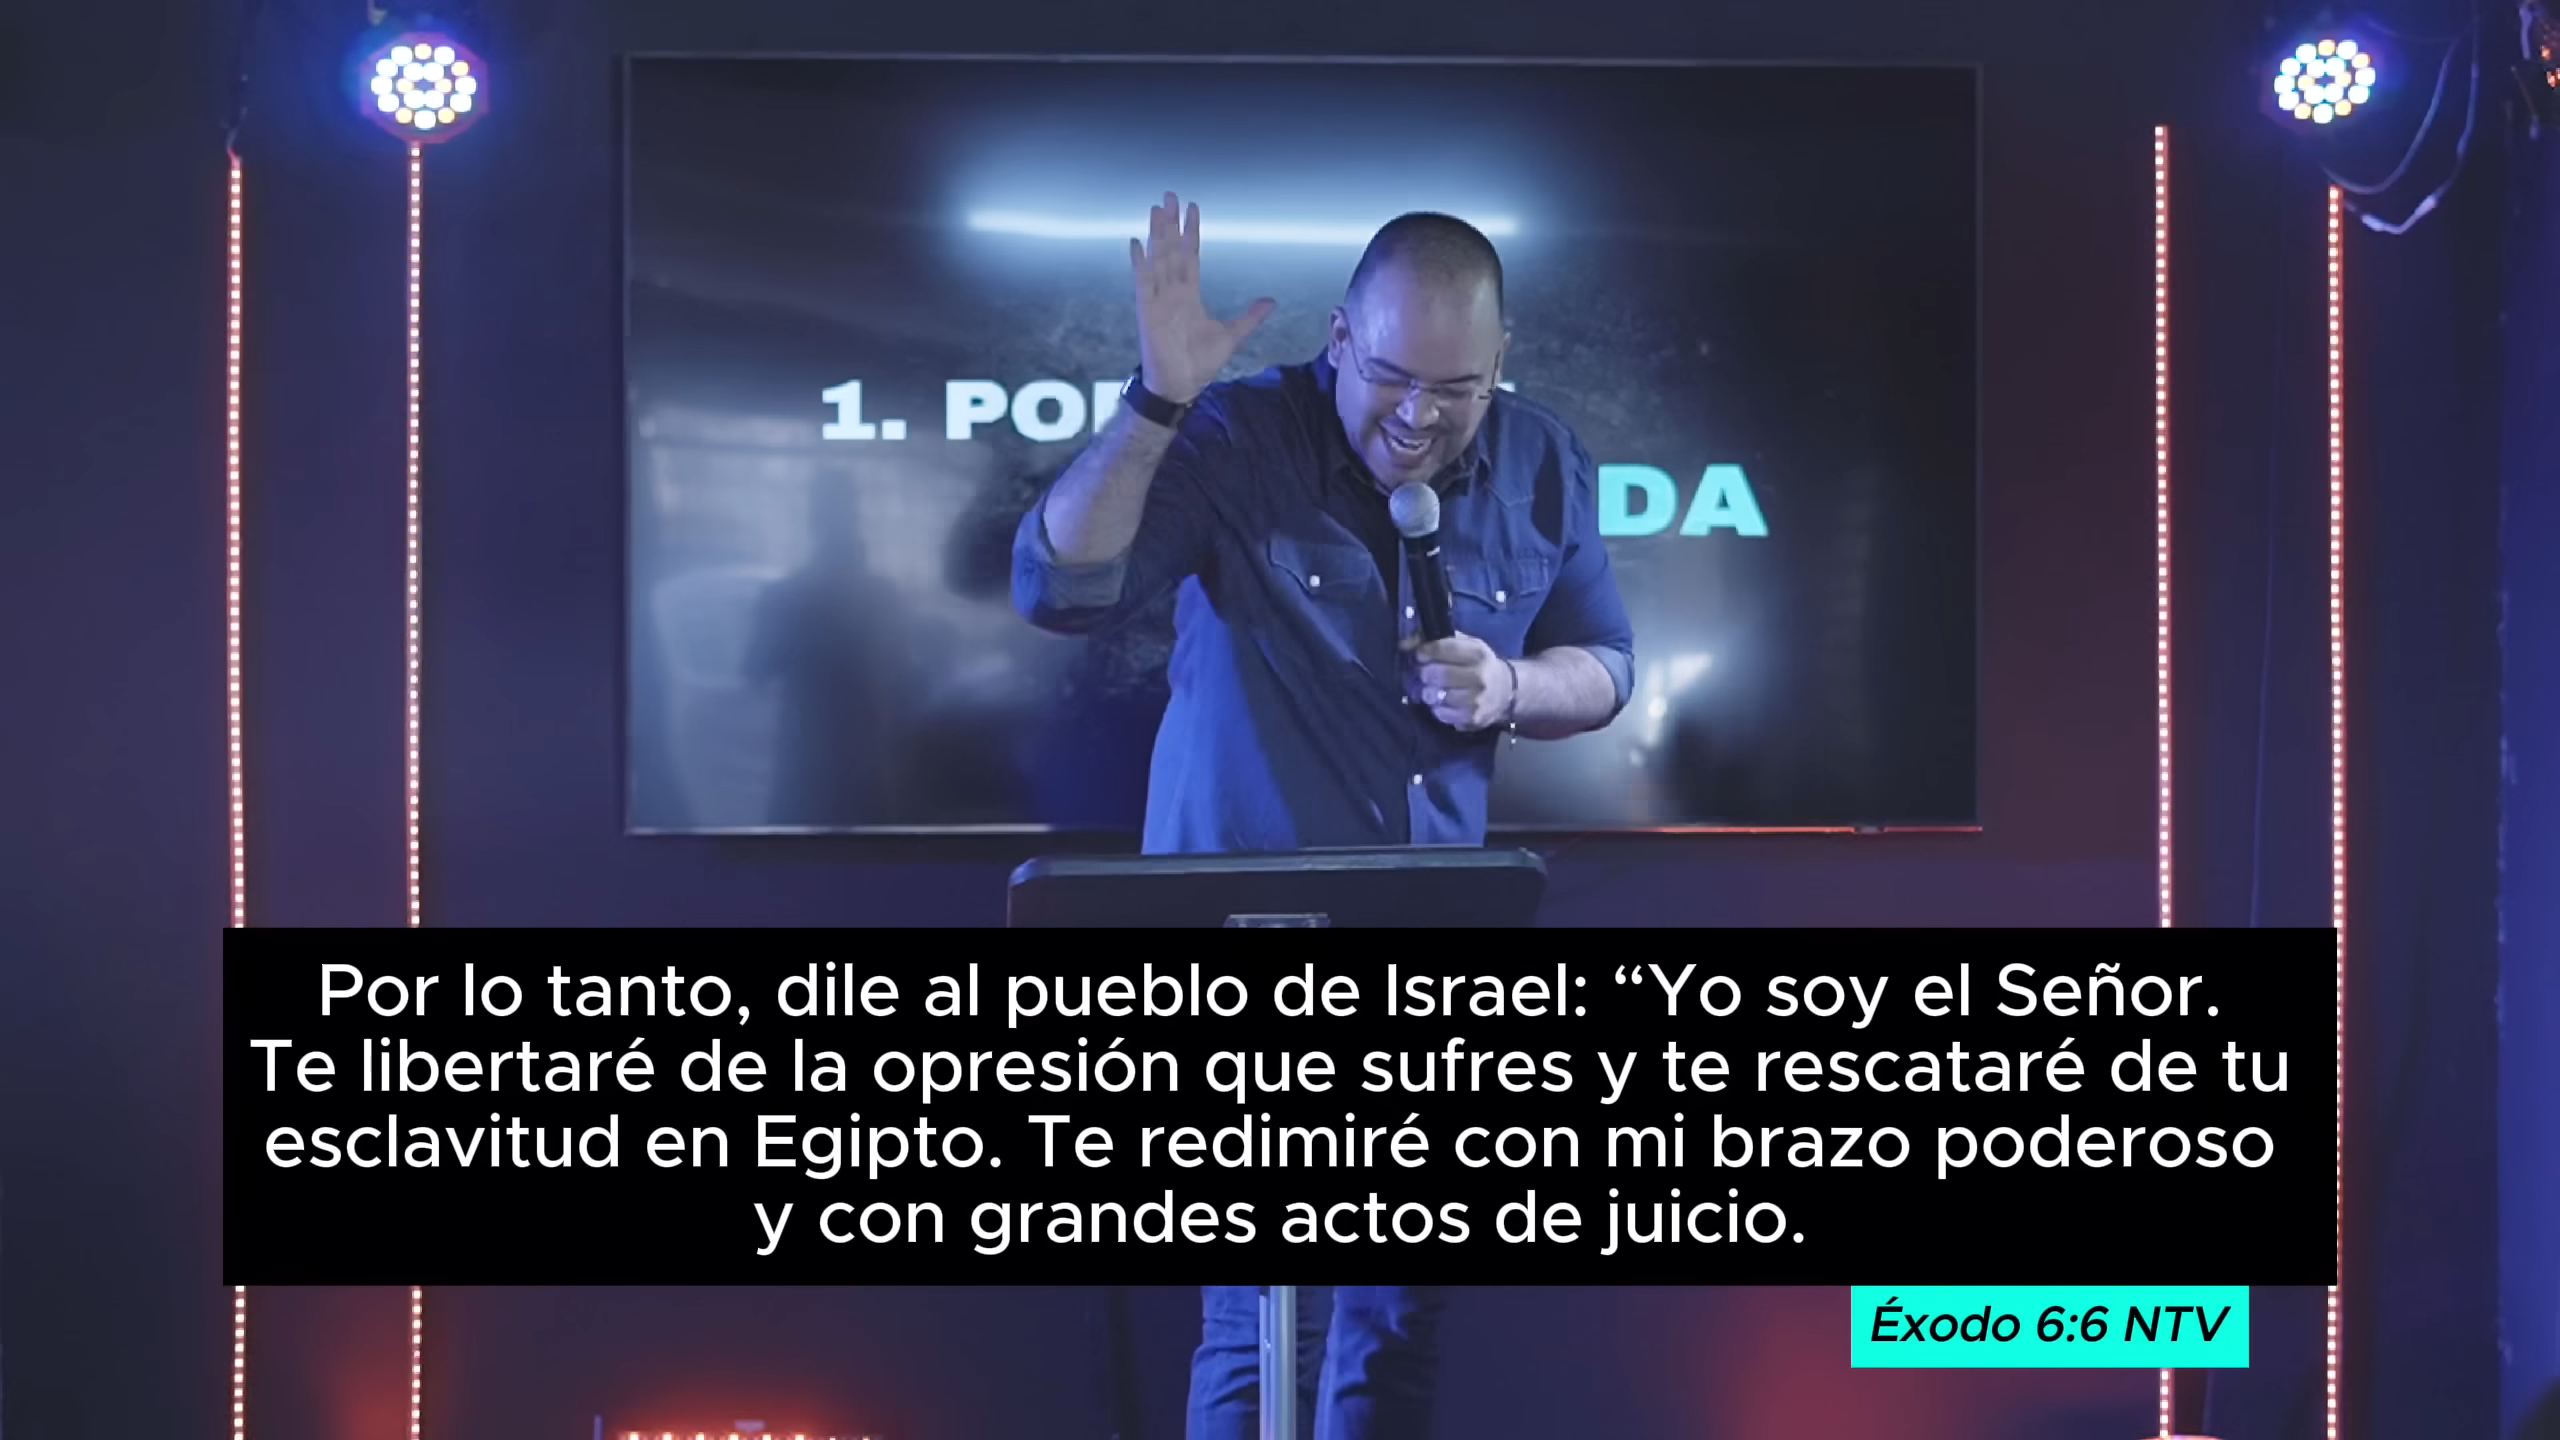 1. PO
DA
Por lo tanto, dile al pueblo de Israel: “Yo soy el Señor.
Te libertaré de la opresión que sufres y te rescataré de tu
esclavitud en Egipto. Te redimiré con mi brazo poderoso
y con grandes actos de juicio.
Éxodo 6:6 NTV